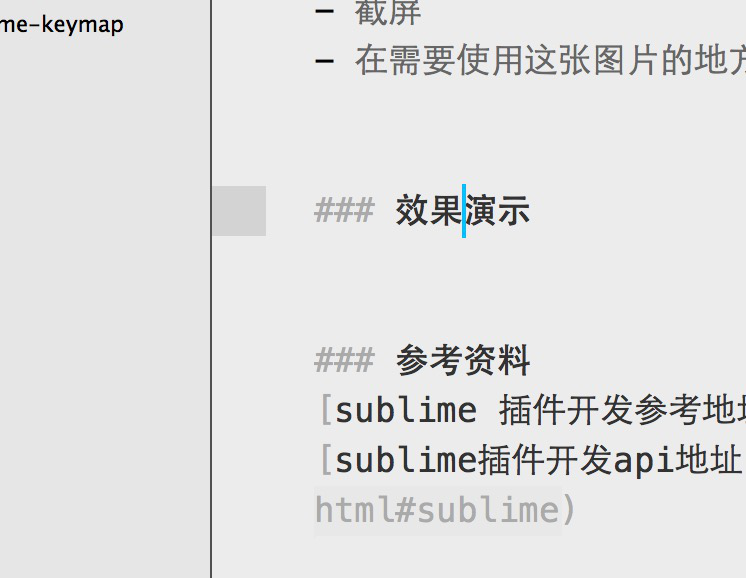 me-keymap
- 截屏
- 在需要使用这张图片的地方
### 效果演示
### 参考资料
[sublime 插件开发参考地址
[sublime插件开发api地址
html#sublime)